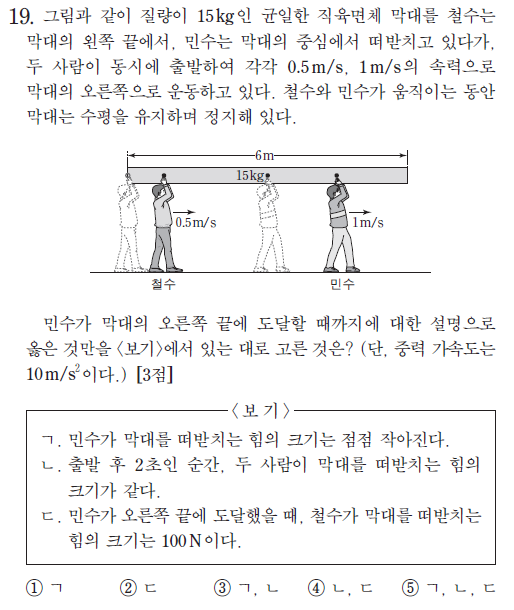 19. 그림과 같이 질량이 15kg인 균일한 직육면체 막대를 철수는
막대의 왼쪽 끝에서, 민수는 막대의 중심에서 떠받치고 있다가,
두 사람이 동시에 출발하여 각각 0.5m/s, 1m/s의 속력으로
막대의 오른쪽으로 운동하고 있다. 철수와 민수가 움직이는 동안
막대는 수평을 유지하며 정지해 있다.
6m
15kg
0.5m/s
1m/s
철수
민수
민수가 막대의 오른쪽 끝에 도달할 때까지에 대한 설명으로
옳은 것만을 <보기>에서 있는 대로 고른 것은? (단, 중력 가속도는
10m/s²이다.) [3점]
<보 기>
ㄱ. 민수가 막대를 떠받치는 힘의 크기는 점점 작아진다.
ㄴ. 출발 후 2초인 순간, 두 사람이 막대를 떠받치는 힘의
크기가 같다.
ㄷ. 민수가 오른쪽 끝에 도달했을 때, 철수가 막대를 떠받치는
힘의 크기는 100N이다.
① ㄱ ② ㄷ ③ ㄱ, ㄴ ④ ㄴ, ㄷ ⑤ ㄱ, ㄴ, ㄷ